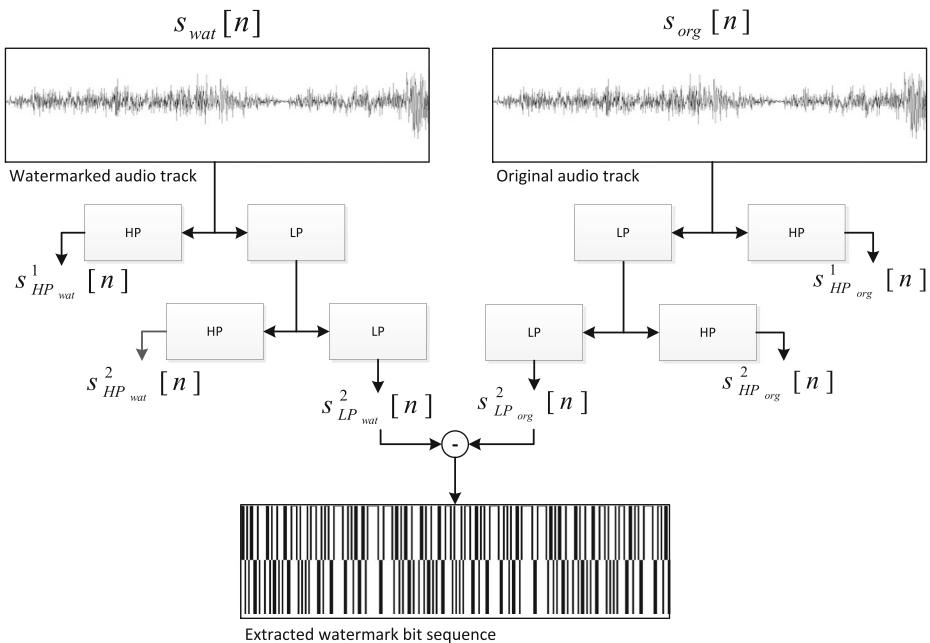 s_wat [n]
s_org [n]
Watermarked audio track
Original audio track
HP
LP
LP
HP
s^1_HP_wat [n]
s^1_HP_org [n]
HP
LP
LP
HP
s^2_HP_wat [n]
s^2_LP_wat [n]
s^2_LP_org [n]
s^2_HP_org [n]
-
Extracted watermark bit sequence